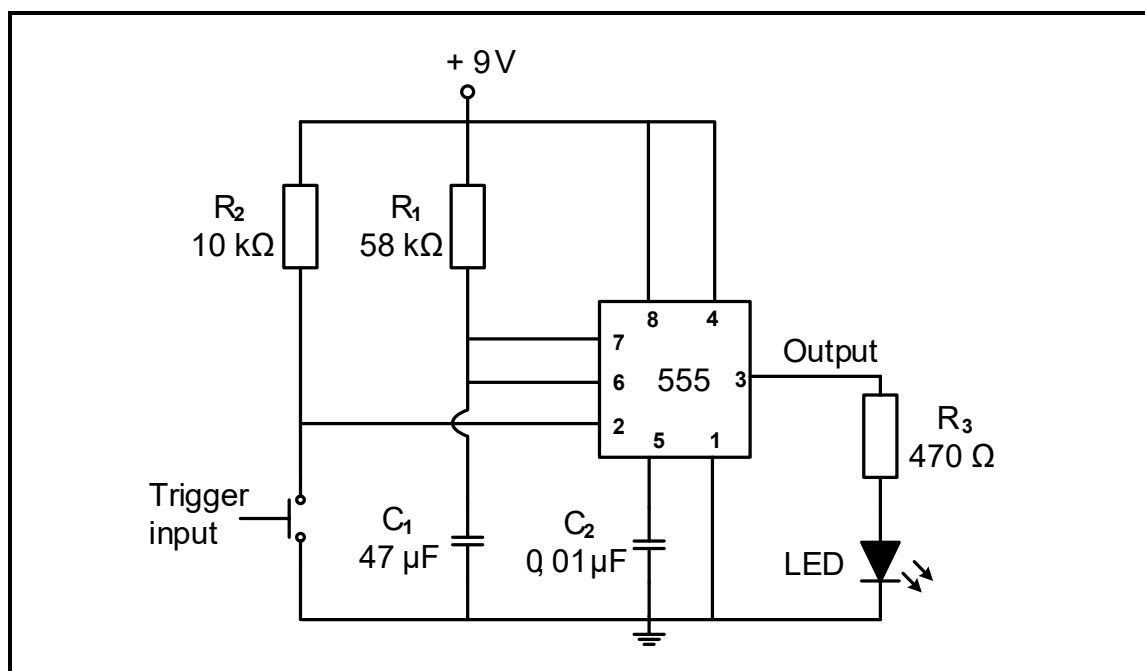 + 9V
R₂
10 kΩ
R₁
58 kΩ
8
4
7
6
2
555
3
5
1
Output
R₃
470 Ω
Trigger
input
C₁
47 µF
C₂
0,01µF
LED